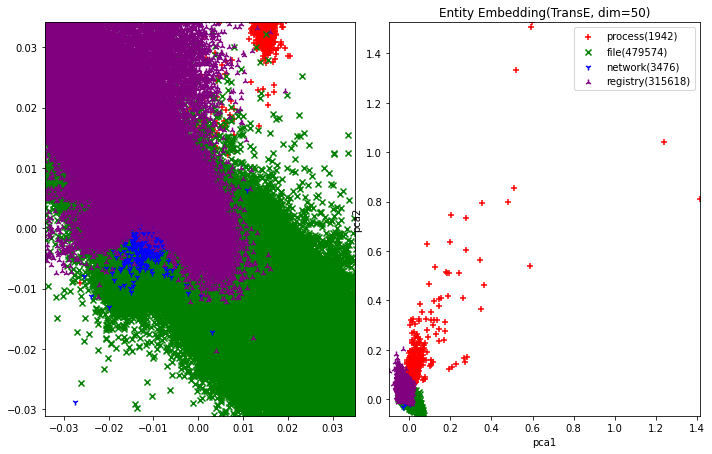 Entity Embedding(TransE, dim=50)
process(1942)
file(479574)
network(3476)
registry(315618)
0.03
0.02
0.01
0.00
−0.01
−0.02
−0.03
−0.03 −0.02 −0.01 0.00 0.01 0.02 0.03
pca2
1.4
1.2
1.0
0.8
0.6
0.4
0.2
0.0
0.0 0.2 0.4 0.6 0.8 1.0 1.2 1.4
pca1